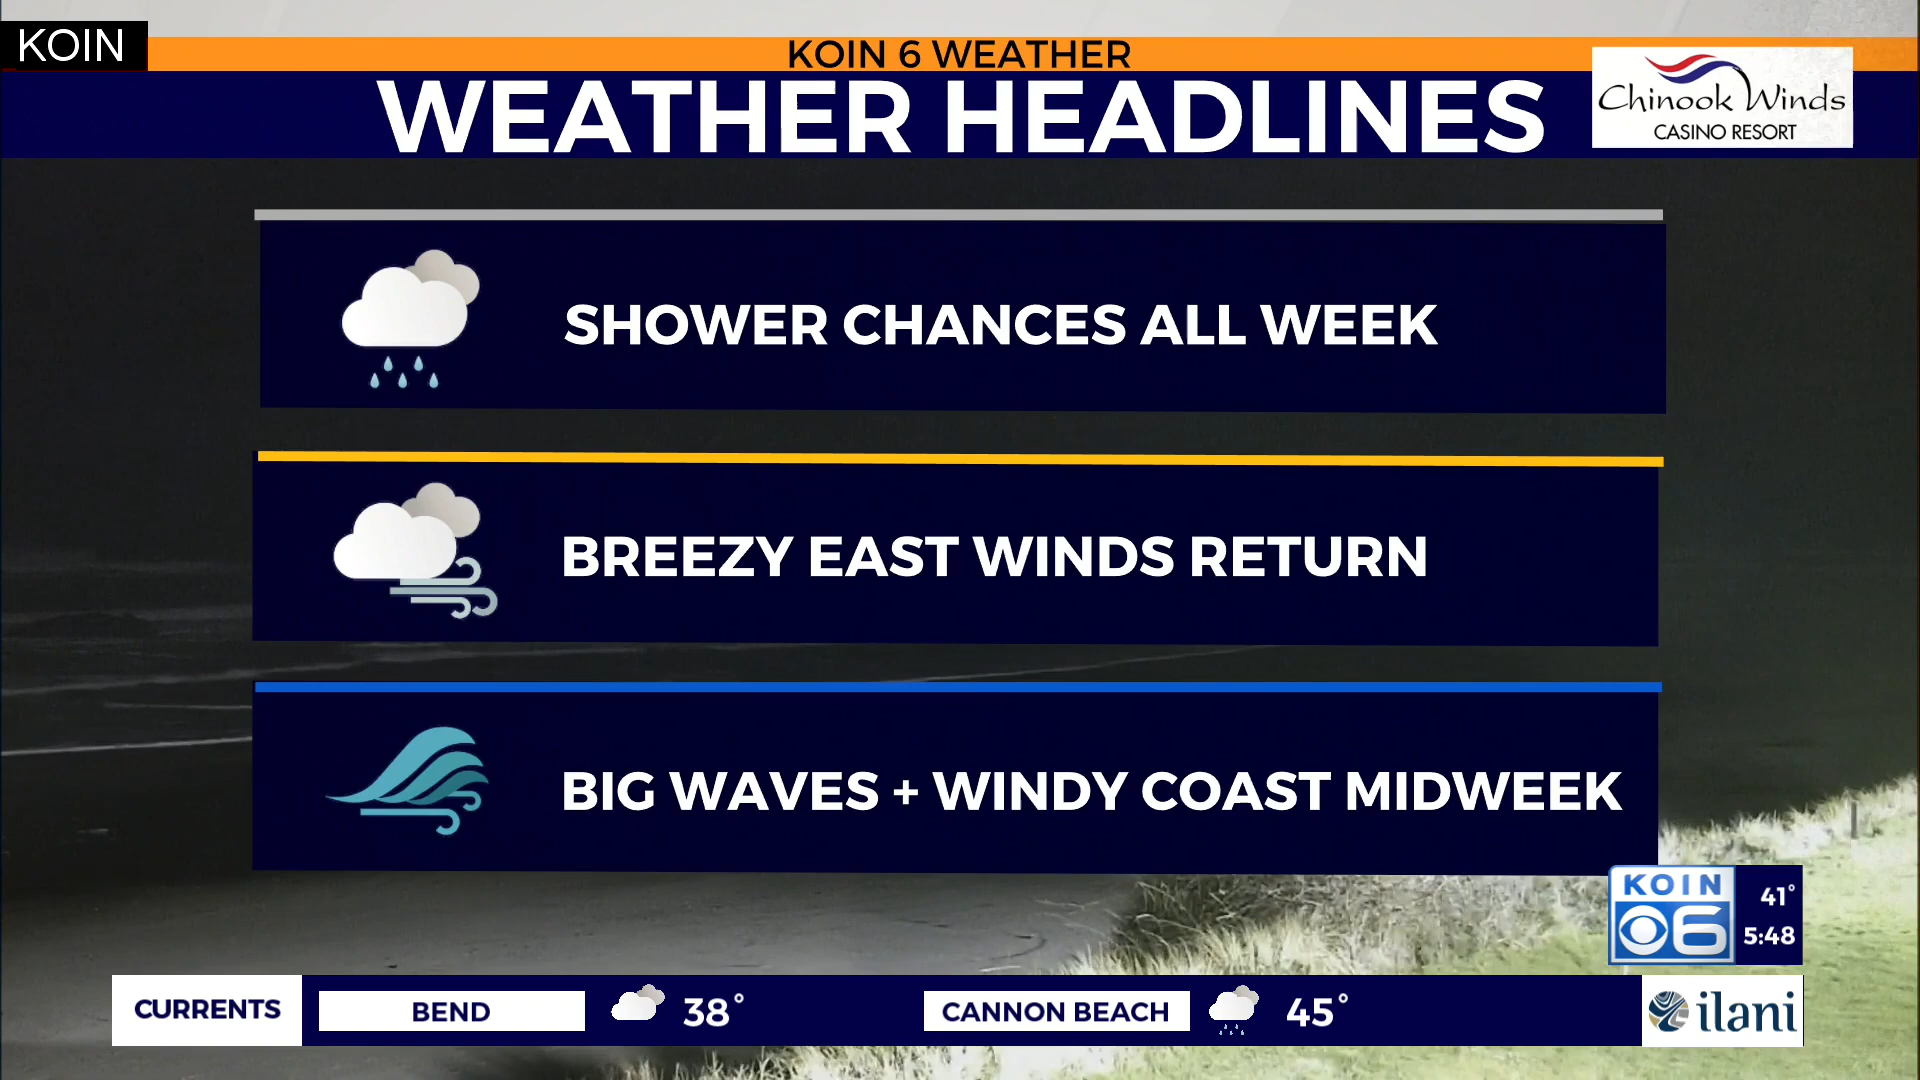 KOIN
KOIN 6 WEATHER
WEATHER HEADLINES
Chinook Winds
CASINO RESORT
SHOWER CHANCES ALL WEEK
BREEZY EAST WINDS RETURN
BIG WAVES + WINDY COAST MIDWEEK
KOIN
6
41°
5:48
CURRENTS
BEND
38°
CANNON BEACH
45°
ilani